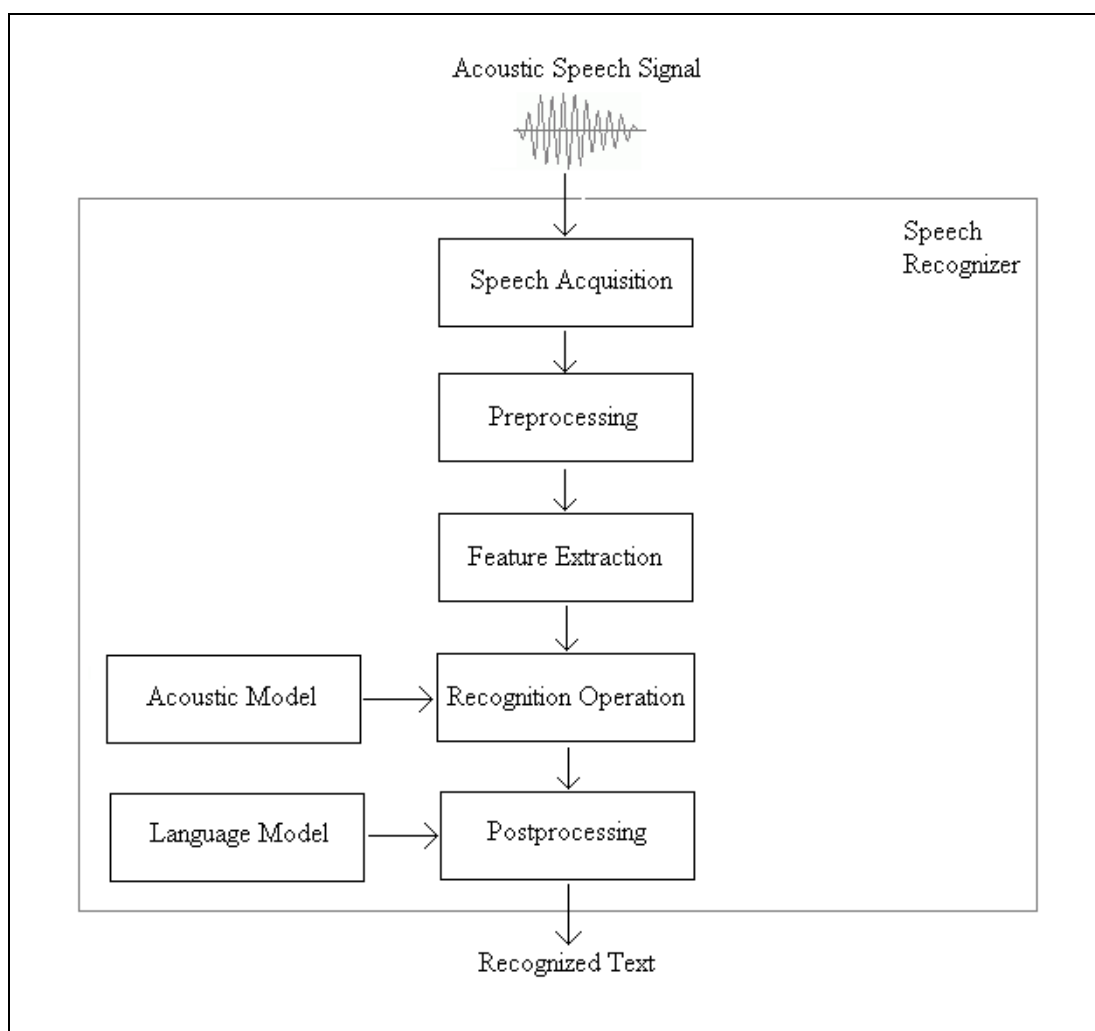 Acoustic Speech Signal
Speech
Recognizer
Speech Acquisition
Preprocessing
Feature Extraction
Acoustic Model
Recognition Operation
Language Model
Postprocessing
Recognized Text